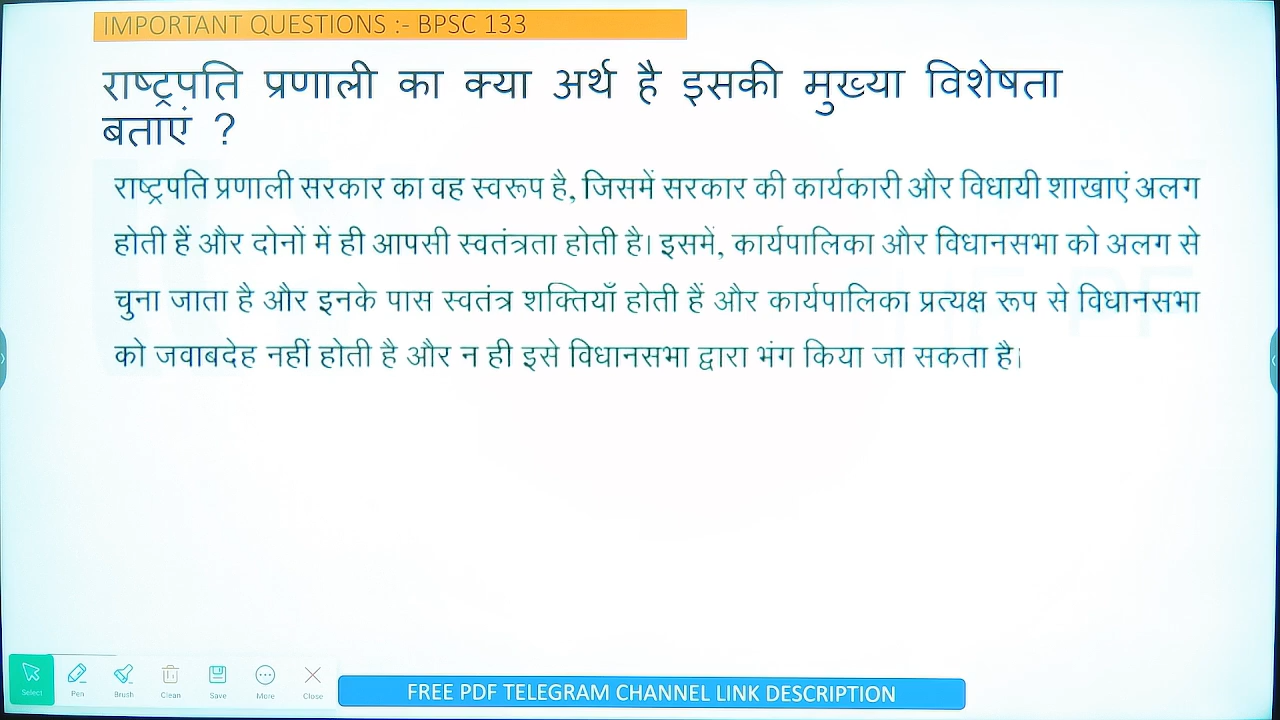 IMPORTANT QUESTIONS :- BPSC 133
राष्ट्रपति प्रणाली का क्या अर्थ है इसकी मुख्या विशेषता
बताएं ?
राष्ट्रपति प्रणाली सरकार का वह स्वरूप है, जिसमें सरकार की कार्यकारी और विधायी शाखाएं अलग
होती हैं और दोनों में ही आपसी स्वतंत्रता होती है। इसमें, कार्यपालिका और विधानसभा को अलग से
चुना जाता है और इनके पास स्वतंत्र शक्तियाँ होती हैं और कार्यपालिका प्रत्यक्ष रूप से विधानसभा
को जवाबदेह नहीं होती है और न ही इसे विधानसभा द्वारा भंग किया जा सकता है।
Select Pen Brush Clean Save More Close
FREE PDF TELEGRAM CHANNEL LINK DESCRIPTION